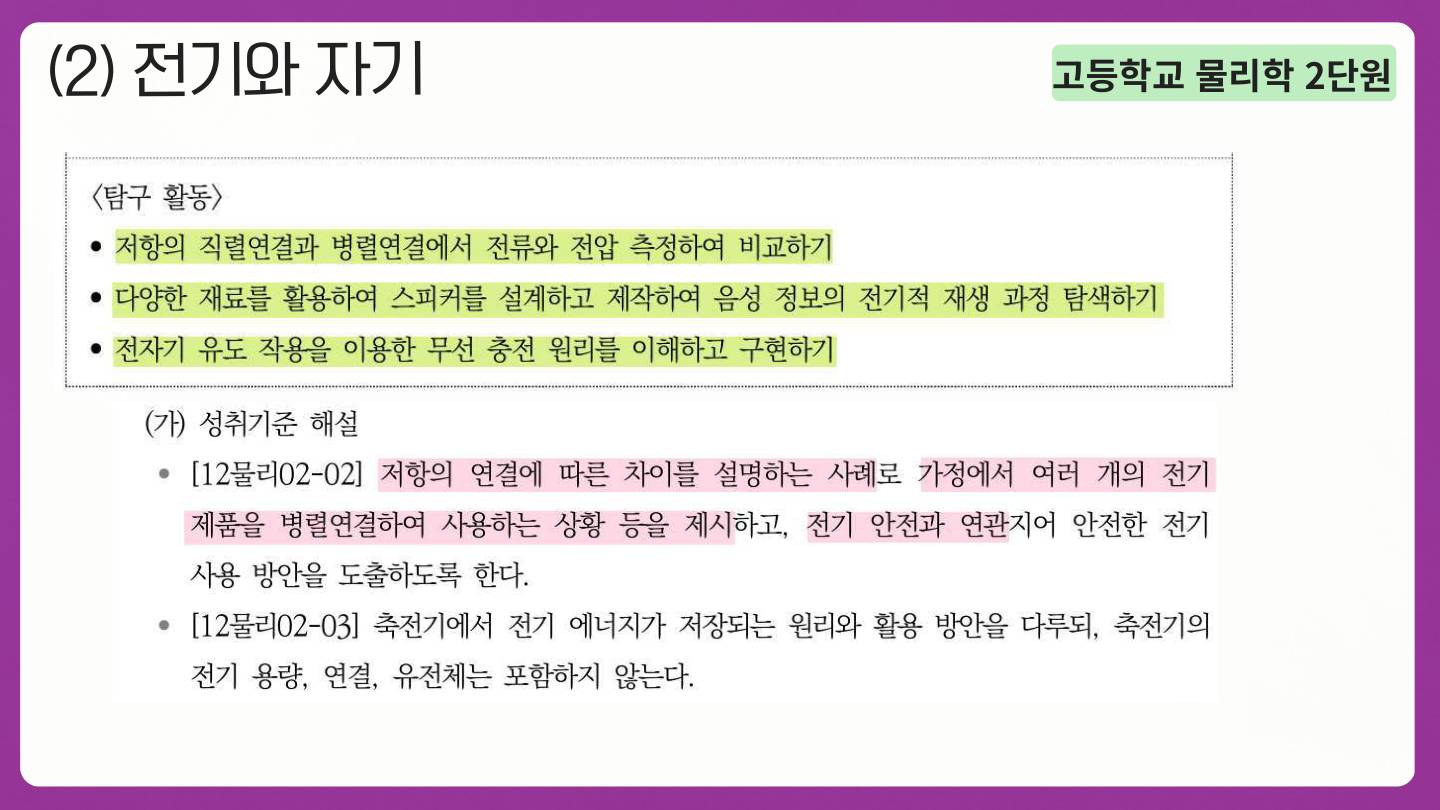 (2) 전기와 자기
고등학교 물리학 2단원
〈탐구 활동〉
• 저항의 직렬연결과 병렬연결에서 전류와 전압 측정하여 비교하기
• 다양한 재료를 활용하여 스피커를 설계하고 제작하여 음성 정보의 전기적 재생 과정 탐색하기
• 전자기 유도 작용을 이용한 무선 충전 원리를 이해하고 구현하기
(가) 성취기준 해설
• [12물리02-02] 저항의 연결에 따른 차이를 설명하는 사례로 가정에서 여러 개의 전기
제품을 병렬연결하여 사용하는 상황 등을 제시하고, 전기 안전과 연관지어 안전한 전기
사용 방안을 도출하도록 한다.
• [12물리02-03] 축전기에서 전기 에너지가 저장되는 원리와 활용 방안을 다루되, 축전기의
전기 용량, 연결, 유전체는 포함하지 않는다.